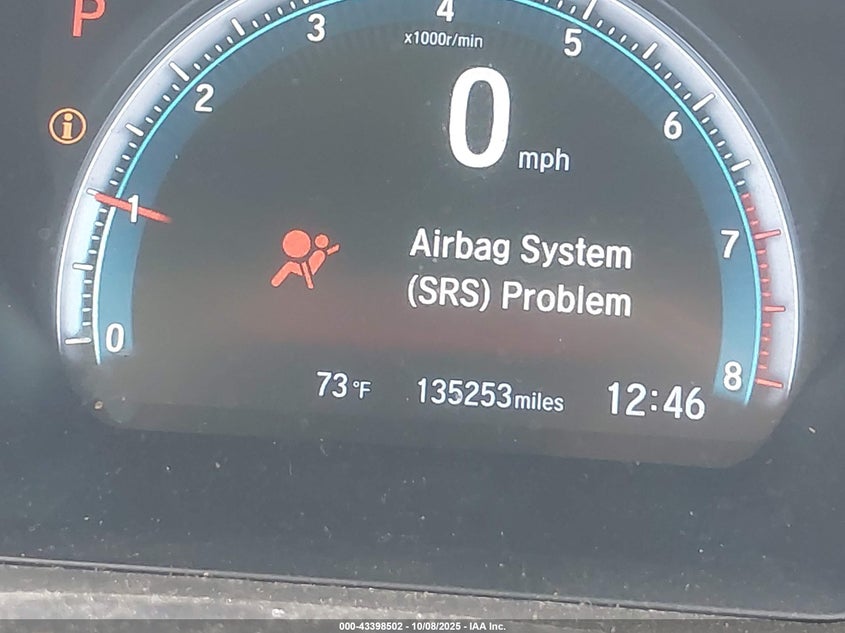 P
4
3
5
x1000r/min
2
6
0 mph
1
7
Airbag System
(SRS) Problem
0
8
73°F 135253miles 12:46
000-43398502 - 10/08/2025 - IAA Inc.